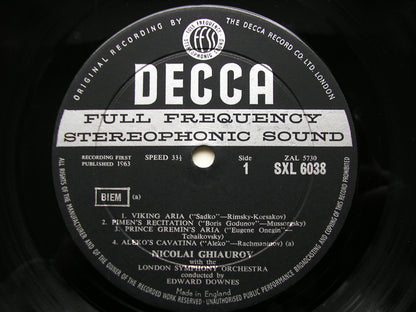 ORIGINAL RECORDING BY
THE DECCA RECORD CO. LTD. LONDON
FULL FREQUENCY
ffss
STEREOPHONIC SOUND
DECCA
FULL FREQUENCY
STEREOPHONIC SOUND
RECORDING FIRST
PUBLISHED 1963
SPEED 33⅓
Side
1
ZAL 5730
SXL 6038
BIEM
(a)
1. VIKING ARIA ("Sadko"—Rimsky-Korsakov)
2. PIMEN'S RECITATION ("Boris Godunov"—Mussorgsky)
3. PRINCE GREMIN'S ARIA ("Eugene Onegin"—
Tchaikovsky)
4. ALEKO'S CAVATINA ("Aleko"—Rachmaninov) (a)
NICOLAI GHIAUROV
with the
LONDON SYMPHONY ORCHESTRA
conducted by
EDWARD DOWNES
Made in England
ALL RIGHTS OF THE MANUFACTURER AND OF THE OWNER OF THE RECORDED WORK RESERVED · UNAUTHORISED PUBLIC PERFORMANCE BROADCASTING AND COPYING OF THIS RECORD PROHIBITED